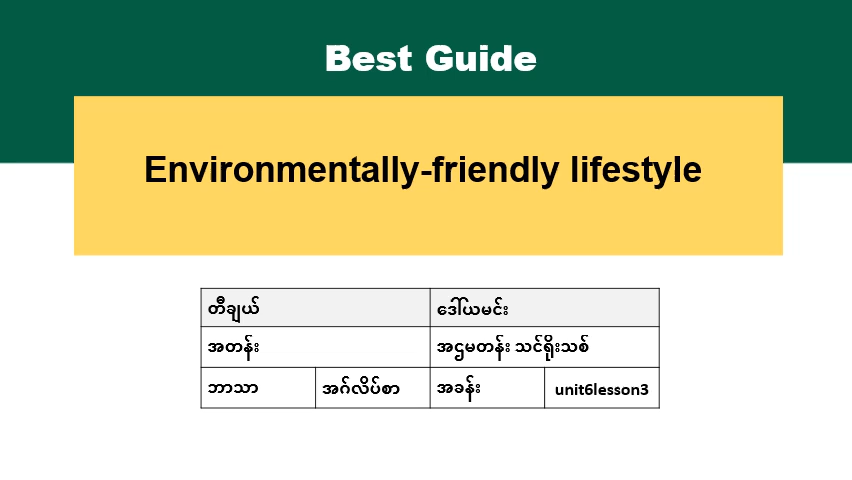 Best Guide
Environmentally-friendly lifestyle
တီချယ် ဒေါ်ယမင်း
အတန်း အဌမတန်း သင်ရိုးသစ်
ဘာသာ အင်္ဂလိပ်စာ အခန်း unit6lesson3